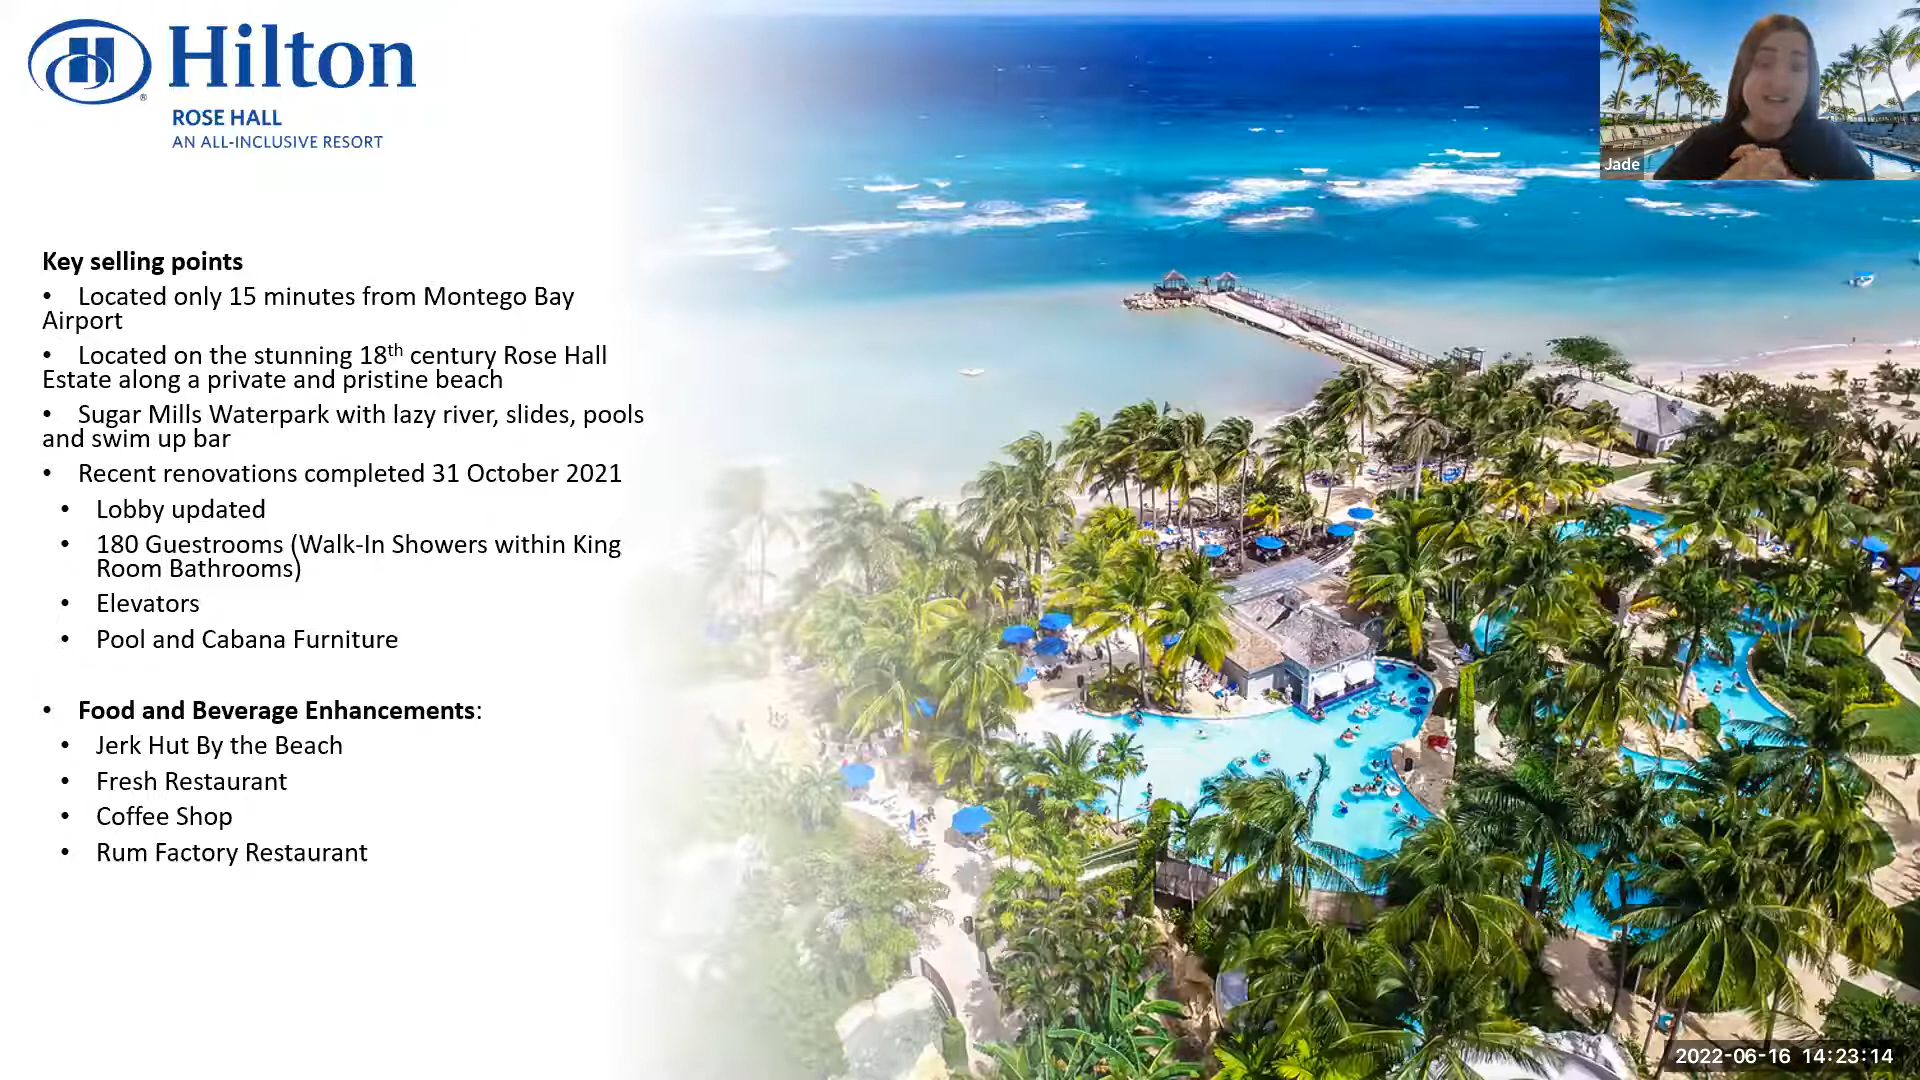 Hilton
®
ROSE HALL
AN ALL-INCLUSIVE RESORT
Jade
Key selling points
• Located only 15 minutes from Montego Bay
Airport
• Located on the stunning 18th century Rose Hall
Estate along a private and pristine beach
• Sugar Mills Waterpark with lazy river, slides, pools
and swim up bar
• Recent renovations completed 31 October 2021
• Lobby updated
• 180 Guestrooms (Walk-In Showers within King
Room Bathrooms)
• Elevators
• Pool and Cabana Furniture
• Food and Beverage Enhancements:
• Jerk Hut By the Beach
• Fresh Restaurant
• Coffee Shop
• Rum Factory Restaurant
2022-06-16 14:23:14